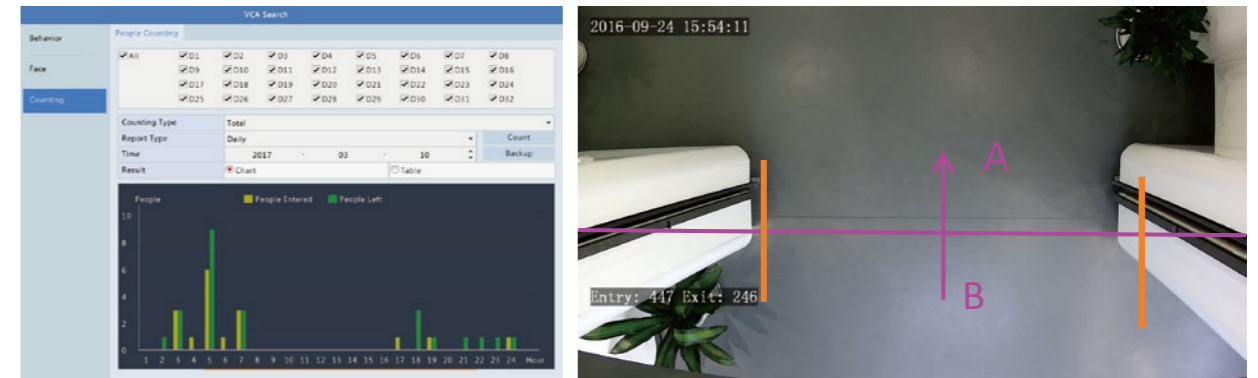 VCA Search
Behavior
Face
Counting
People Counting
All D1 D2 D3 D4 D5 D6 D7 D8
D9 D10 D11 D12 D13 D14 D15 D16
D17 D18 D19 D20 D21 D22 D23 D24
D25 D26 D27 D28 D29 D30 D31 D32
Counting Type Total
Report Type Daily Count
Time 2017 - 03 - 10 Backup
Result Chart Table
People People Entered People Left
10
8
6
4
2
0
1 2 3 4 5 6 7 8 9 10 11 12 13 14 15 16 17 18 19 20 21 22 23 24 Hour
2016-09-24 15:54:11
A
B
Entry: 447 Exit: 246